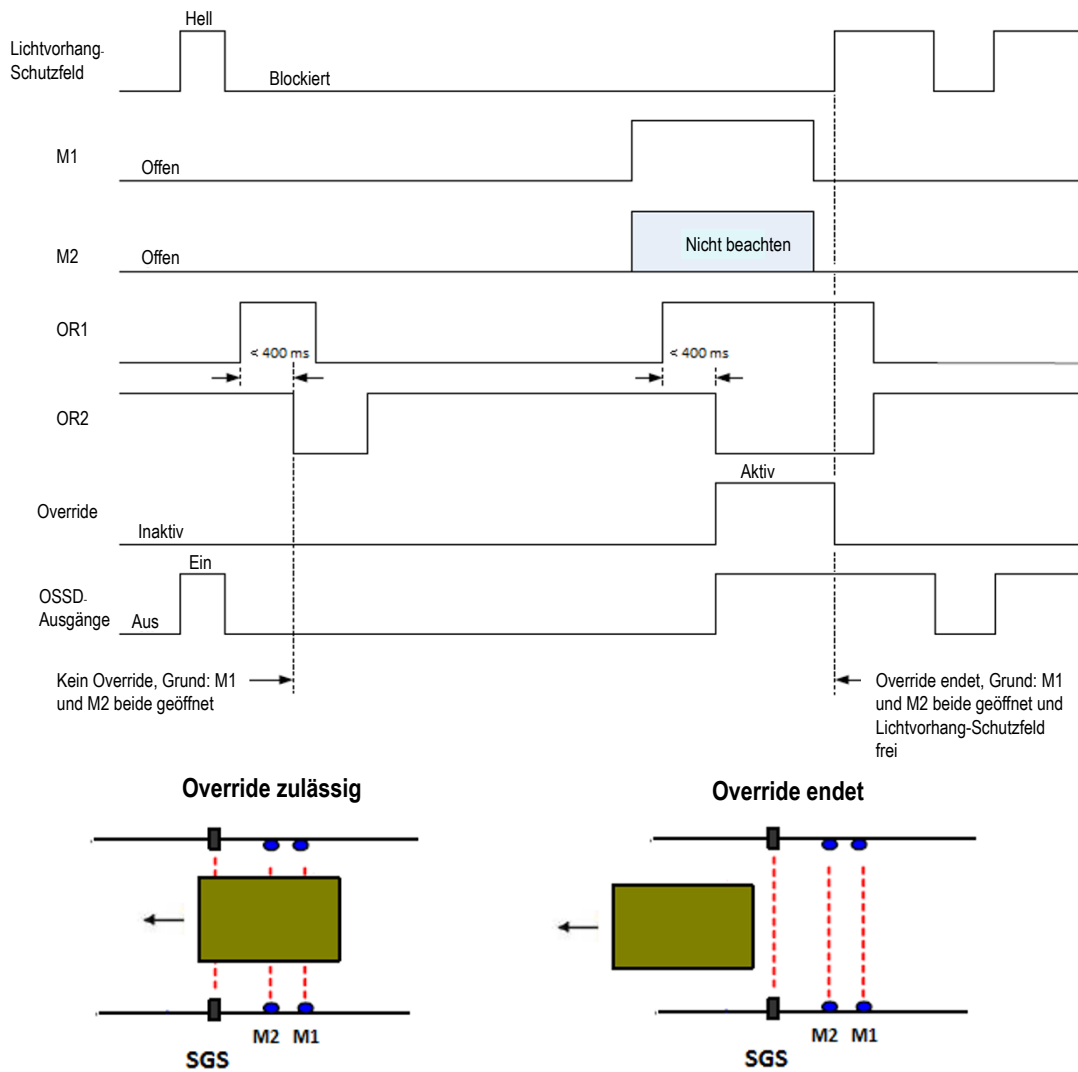 Hell
Lichtvorhang-
Schutzfeld
Blockiert
M1
Offen
M2
Offen
Nicht beachten
OR1
< 400 ms
< 400 ms
OR2
Aktiv
Override
Inaktiv
Ein
OSSD-
Ausgänge
Aus
Kein Override, Grund: M1
und M2 beide geöffnet
Override endet, Grund: M1
und M2 beide geöffnet und
Lichtvorhang-Schutzfeld
frei
Override zulässig
Override endet
M2
M1
SGS
M2
M1
SGS